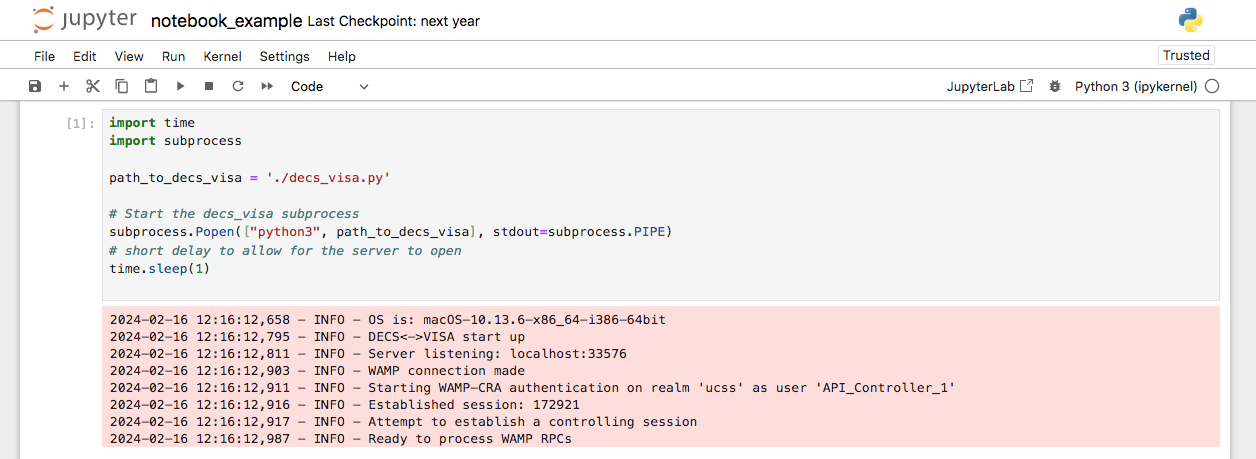 jupyter notebook_example Last Checkpoint: next year
File Edit View Run Kernel Settings Help Trusted
Code JupyterLab Python 3 (ipykernel)
[1]: import time
import subprocess
path_to_decs_visa = './decs_visa.py'
# Start the decs_visa subprocess
subprocess.Popen(["python3", path_to_decs_visa], stdout=subprocess.PIPE)
# short delay to allow for the server to open
time.sleep(1)
2024-02-16 12:16:12,658 - INFO - OS is: macOS-10.13.6-x86_64-i386-64bit
2024-02-16 12:16:12,795 - INFO - DECS<->VISA start up
2024-02-16 12:16:12,811 - INFO - Server listening: localhost:33576
2024-02-16 12:16:12,903 - INFO - WAMP connection made
2024-02-16 12:16:12,911 - INFO - Starting WAMP-CRA authentication on realm 'ucss' as user 'API_Controller_1'
2024-02-16 12:16:12,916 - INFO - Established session: 172921
2024-02-16 12:16:12,917 - INFO - Attempt to establish a controlling session
2024-02-16 12:16:12,987 - INFO - Ready to process WAMP RPCs